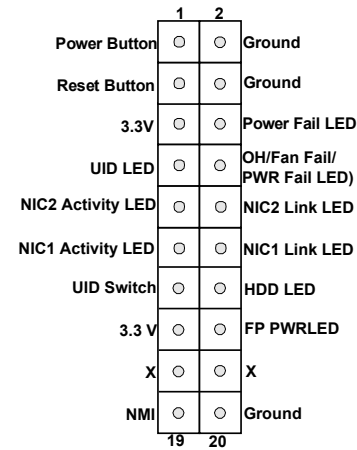 1 2
Power Button Ground
Reset Button Ground
3.3V Power Fail LED
UID LED OH/Fan Fail/
PWR Fail LED)
NIC2 Activity LED NIC2 Link LED
NIC1 Activity LED NIC1 Link LED
UID Switch HDD LED
3.3 V FP PWRLED
X X
NMI Ground
19 20